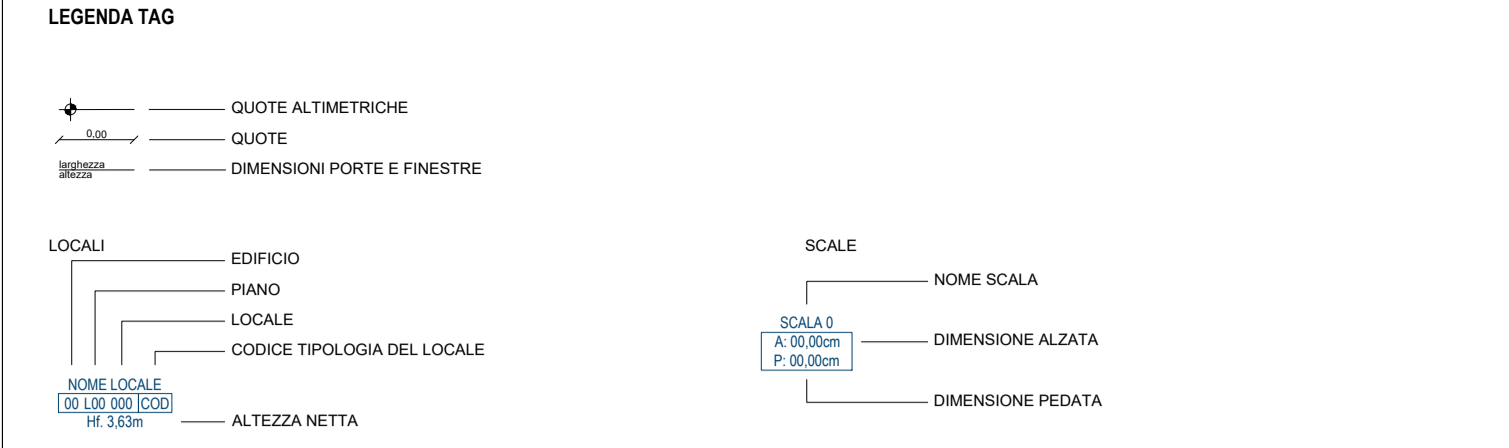 LEGENDA TAG
QUOTE ALTIMETRICHE
0,00
QUOTE
larghezza
altezza
DIMENSIONI PORTE E FINESTRE
LOCALI
EDIFICIO
PIANO
LOCALE
CODICE TIPOLOGIA DEL LOCALE
NOME LOCALE
00 L00 000 COD
Hf. 3,63m
ALTEZZA NETTA
SCALE
NOME SCALA
SCALA 0
A: 00,00cm
P: 00,00cm
DIMENSIONE ALZATA
DIMENSIONE PEDATA